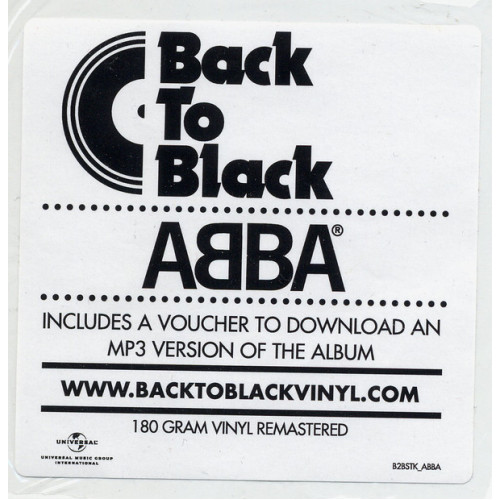 Back
To
Black
AᗺBA®
INCLUDES A VOUCHER TO DOWNLOAD AN
MP3 VERSION OF THE ALBUM
WWW.BACKTOBLACKVINYL.COM
180 GRAM VINYL REMASTERED
UNIVERSAL
UNIVERSAL MUSIC GROUP
INTERNATIONAL
B2BSTK_ABBA